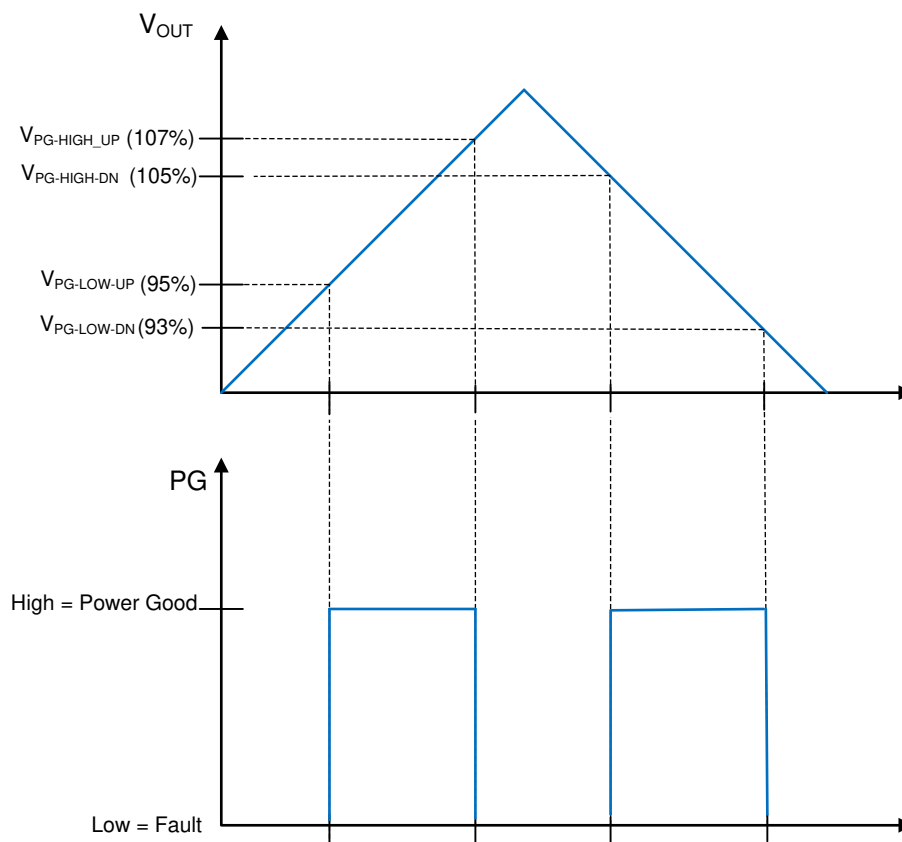 VOUT
VPG-HIGH_UP (107%)
VPG-HIGH-DN (105%)
VPG-LOW-UP (95%)
VPG-LOW-DN (93%)
PG
High = Power Good
Low = Fault